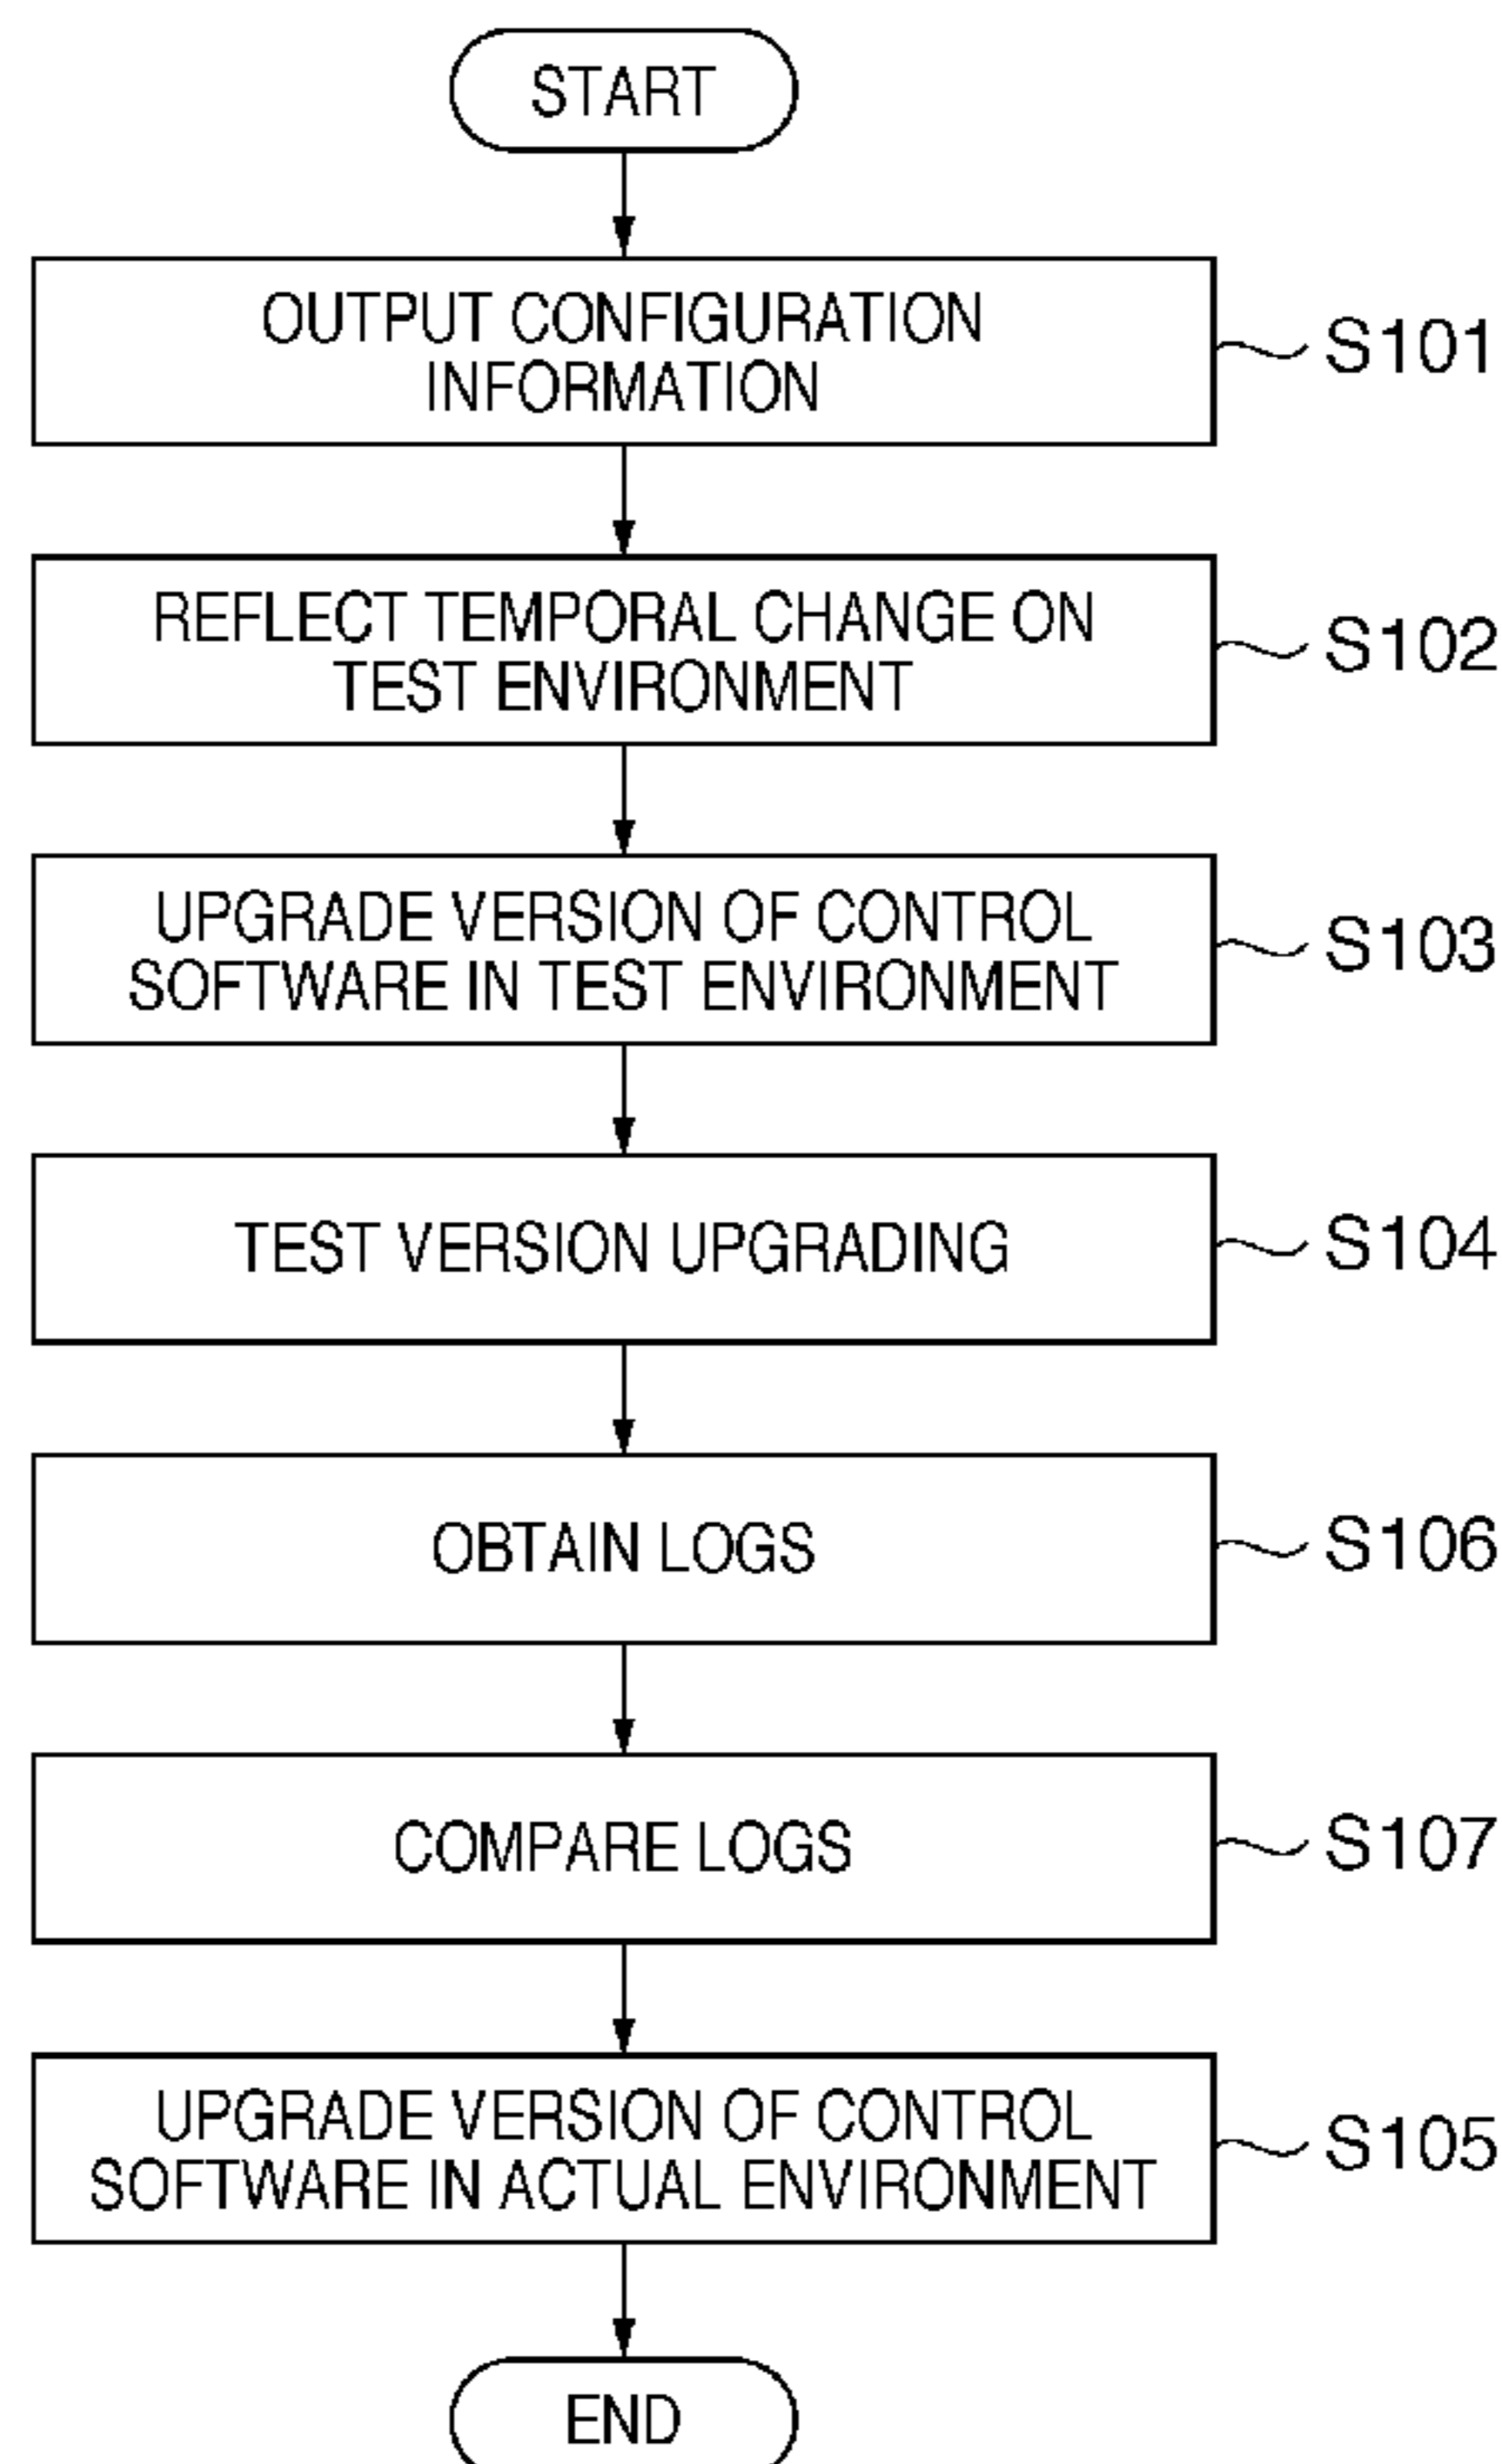 START
OUTPUT CONFIGURATION
INFORMATION
S101
REFLECT TEMPORAL CHANGE ON
TEST ENVIRONMENT
S102
UPGRADE VERSION OF CONTROL
SOFTWARE IN TEST ENVIRONMENT
S103
TEST VERSION UPGRADING
S104
OBTAIN LOGS
S106
COMPARE LOGS
S107
UPGRADE VERSION OF CONTROL
SOFTWARE IN ACTUAL ENVIRONMENT
S105
END